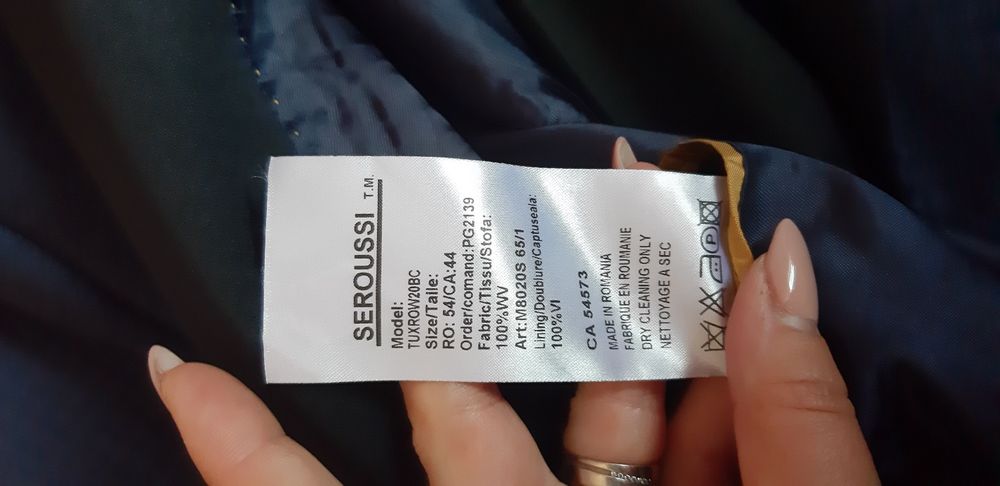 SEROUSSI T.M.
Model:
TUXROW20BC
Size/Taille:
RO: 54/CA:44
Order/comand:PG2139
Fabric/Tissu/Stofa:
100%WV
Art:M8020S 65/1
Lining/Doublure/Captuseala:
100%VI
CA 54573
MADE IN ROMANIA
FABRIQUE EN ROUMANIE
DRY CLEANING ONLY
NETTOYAGE A SEC
P